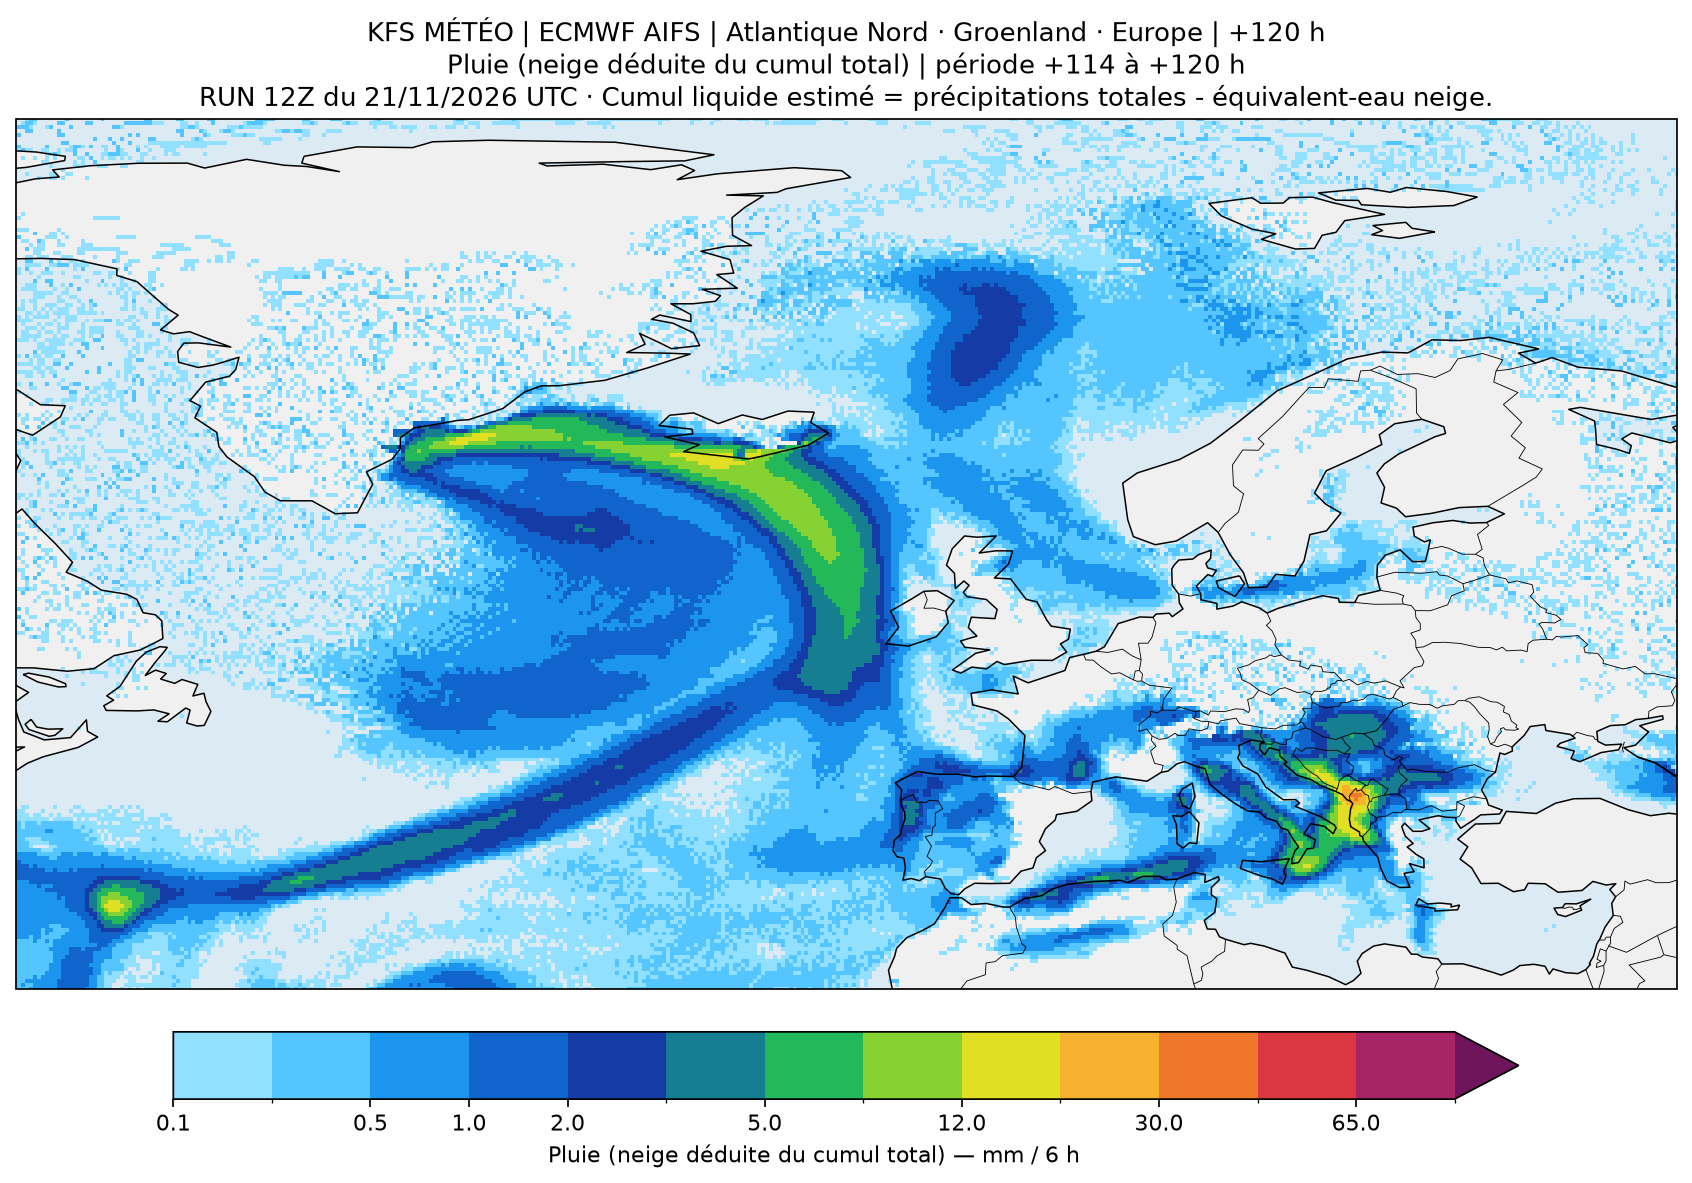 KFS MÉTÉO | ECMWF AIFS | Atlantique Nord · Groenland · Europe | +120 h
Pluie (neige déduite du cumul total) | période +114 à +120 h
RUN 12Z du 21/11/2026 UTC · Cumul liquide estimé = précipitations totales - équivalent-eau neige.
0.1 0.5 1.0 2.0 5.0 12.0 30.0 65.0
Pluie (neige déduite du cumul total) — mm / 6 h